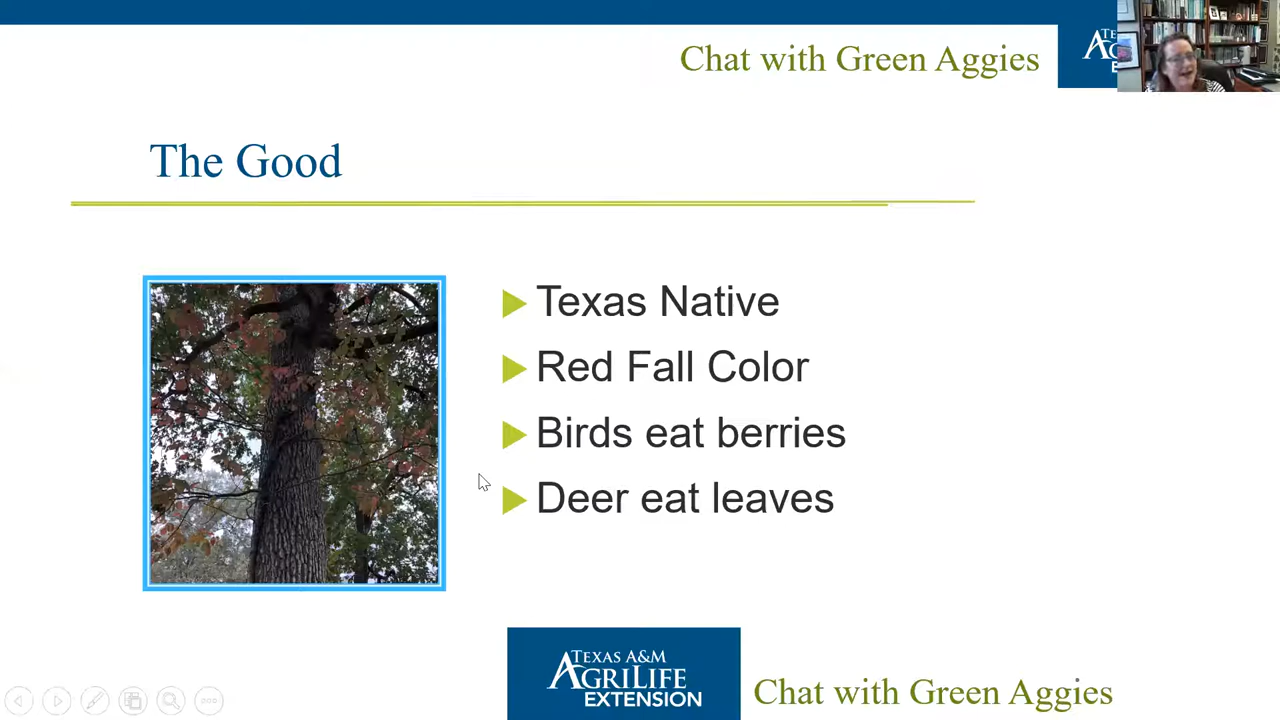 Chat with Green Aggies
The Good
Texas Native
Red Fall Color
Birds eat berries
Deer eat leaves
TEXAS A&M
AGRILIFE
EXTENSION
Chat with Green Aggies